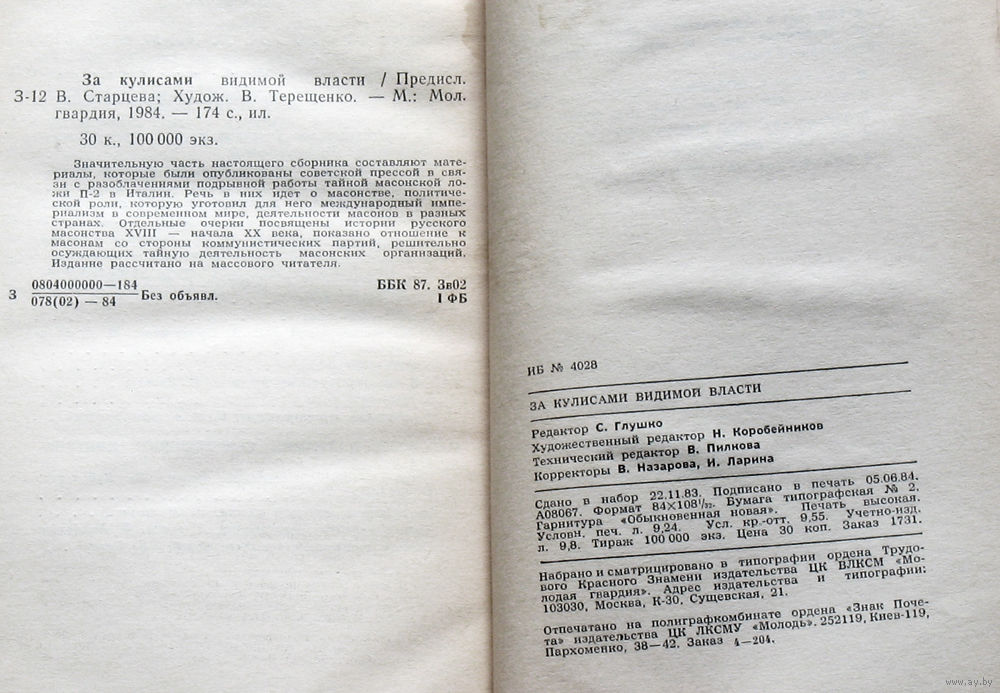 За кулисами видимой власти / Предисл.
З-12 В. Старцева; Худож. В. Терещенко. — М.: Мол.
гвардия, 1984. — 174 с., ил.
30 к., 100 000 экз.
Значительную часть настоящего сборника составляют мате-
риалы, которые были опубликованы советской прессой в свя-
зи с разоблачениями подрывной работы тайной масонской ло-
жи П-2 в Италии. Речь в них идет о масонстве, политиче-
ской роли, которую уготовил для него международный импе-
риализм в современном мире, деятельности масонов в разных
странах. Отдельные очерки посвящены истории русского
масонства XVIII — начала XX века, показано отношение к
масонам со стороны коммунистических партий, решительно
осуждающих тайную деятельность масонских организаций.
Издание рассчитано на массового читателя.
З 0804000000—184
078(02) — 84 Без объявл.
ББК 87. 3в02
1 ФБ
ИБ № 4028
ЗА КУЛИСАМИ ВИДИМОЙ ВЛАСТИ
Редактор С. Глушко
Художественный редактор Н. Коробейников
Технический редактор В. Пилкова
Корректоры В. Назарова, И. Ларина
Сдано в набор 22.11.83. Подписано в печать 05.06.84.
А08067. Формат 84×108¹/₃₂. Бумага типографская № 2.
Гарнитура «Обыкновенная новая». Печать высокая.
Условн. печ. л. 9,24. Усл. кр.-отт. 9,55. Учетно-изд.
л. 9,8. Тираж 100 000 экз. Цена 30 коп. Заказ 1731.
Набрано и сматрицировано в типографии ордена Трудо-
вого Красного Знамени издательства ЦК ВЛКСМ «Мо-
лодая гвардия». Адрес издательства и типографии:
103030, Москва, К-30, Сущевская, 21.
Отпечатано на полиграфкомбинате ордена «Знак Поче-
та» издательства ЦК ЛКСМУ «Молодь». 252119, Киев-119,
Пархоменко, 38—42. Заказ 4—204.
www.ay.by